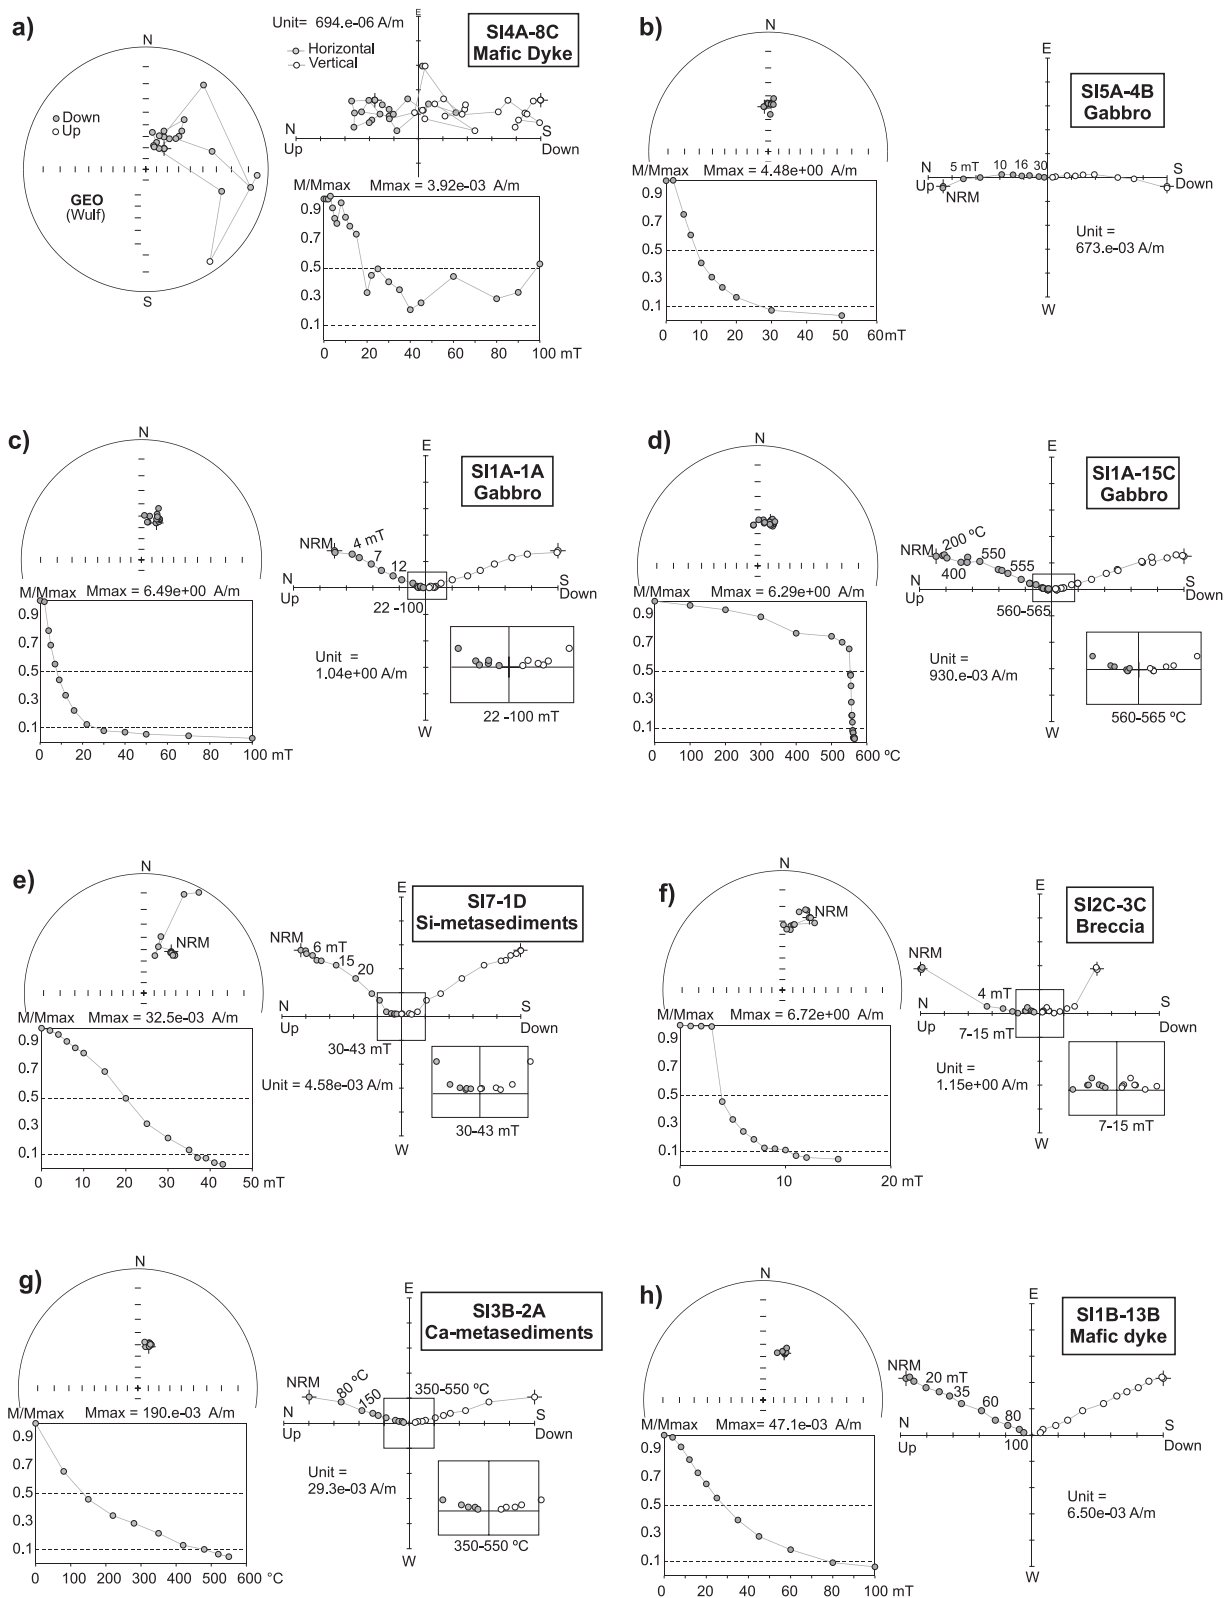 a)
N
Down
Up
GEO
(Wulf)
S
Unit= 694.e-06 A/m
Horizontal
Vertical
E
SI4A-8C
Mafic Dyke
N
Up
S
Down
M/Mmax Mmax = 3.92e-03 A/m
0.9
0.7
0.5
0.3
0.1
0 20 40 60 80 100 mT
b)
N
E
SI5A-4B
Gabbro
N
Up
5 mT 10 16 30
NRM
S
Down
W
Unit =
673.e-03 A/m
M/Mmax Mmax = 4.48e+00 A/m
0.9
0.7
0.5
0.3
0.1
0 10 20 30 40 50 60 mT
c)
N
E
SI1A-1A
Gabbro
NRM 4 mT
7
12
N
Up
S
Down
22 -100
W
Unit =
1.04e+00 A/m
22 -100 mT
M/Mmax Mmax = 6.49e+00 A/m
0.9
0.7
0.5
0.3
0.1
0 20 40 60 80 100 mT
d)
N
E
SI1A-15C
Gabbro
NRM 200 ºC
400
550
555
N
Up
S
Down
560-565
W
Unit =
930.e-03 A/m
560-565 ºC
M/Mmax Mmax = 6.29e+00 A/m
0.9
0.7
0.5
0.3
0.1
0 100 200 300 400 500 600 ºC
e)
N
NRM
E
SI7-1D
Si-metasediments
NRM 6 mT
15
20
N
Up
S
Down
30-43 mT
W
Unit = 4.58e-03 A/m
30-43 mT
M/Mmax Mmax = 32.5e-03 A/m
0.9
0.7
0.5
0.3
0.1
0 10 20 30 40 50 mT
f)
N
NRM
E
SI2C-3C
Breccia
NRM
4 mT
N
Up
S
Down
7-15 mT
W
Unit =
1.15e+00 A/m
7-15 mT
M/Mmax Mmax = 6.72e+00 A/m
0.9
0.7
0.5
0.3
0.1
0 10 20 mT
g)
N
E
SI3B-2A
Ca-metasediments
NRM 80 ºC
150
350-550 ºC
N
Up
S
Down
W
Unit =
29.3e-03 A/m
350-550 ºC
M/Mmax Mmax = 190.e-03 A/m
0.9
0.7
0.5
0.3
0.1
0 100 200 300 400 500 600 °C
h)
N
E
SI1B-13B
Mafic dyke
NRM 20 mT
35
60
80
100
N
Up
S
Down
W
Unit =
6.50e-03 A/m
M/Mmax Mmax= 47.1e-03 A/m
0.9
0.7
0.5
0.3
0.1
0 20 40 60 80 100 mT